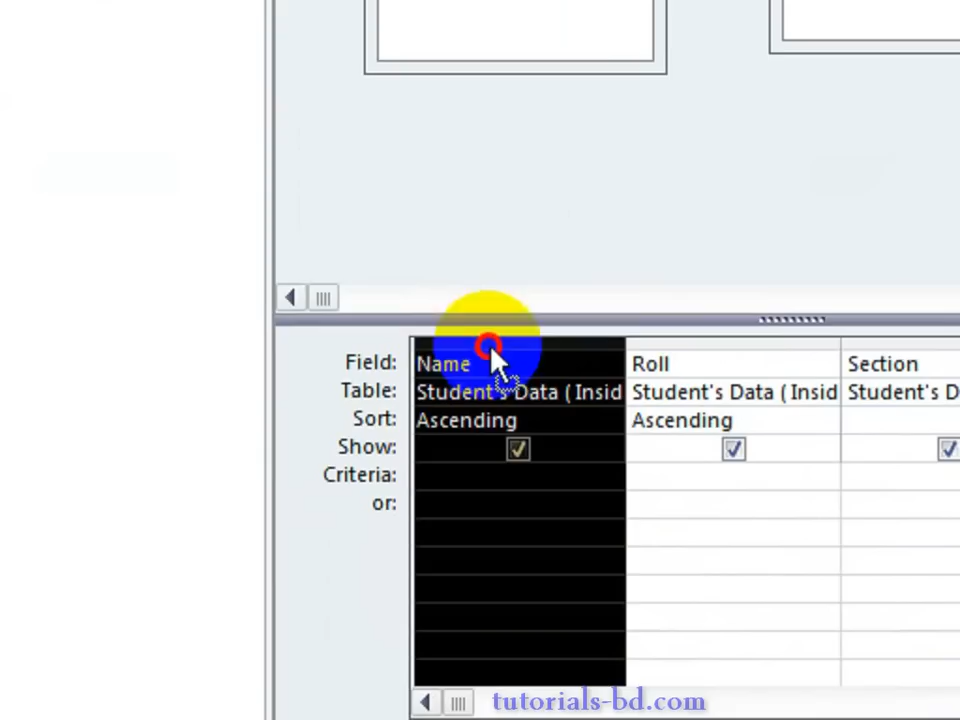 Field: Name Roll Section
Table: Student's Data ( Insid Student's Data ( Insid Student's D
Sort: Ascending Ascending
Show:
Criteria:
or:
tutorials-bd.com